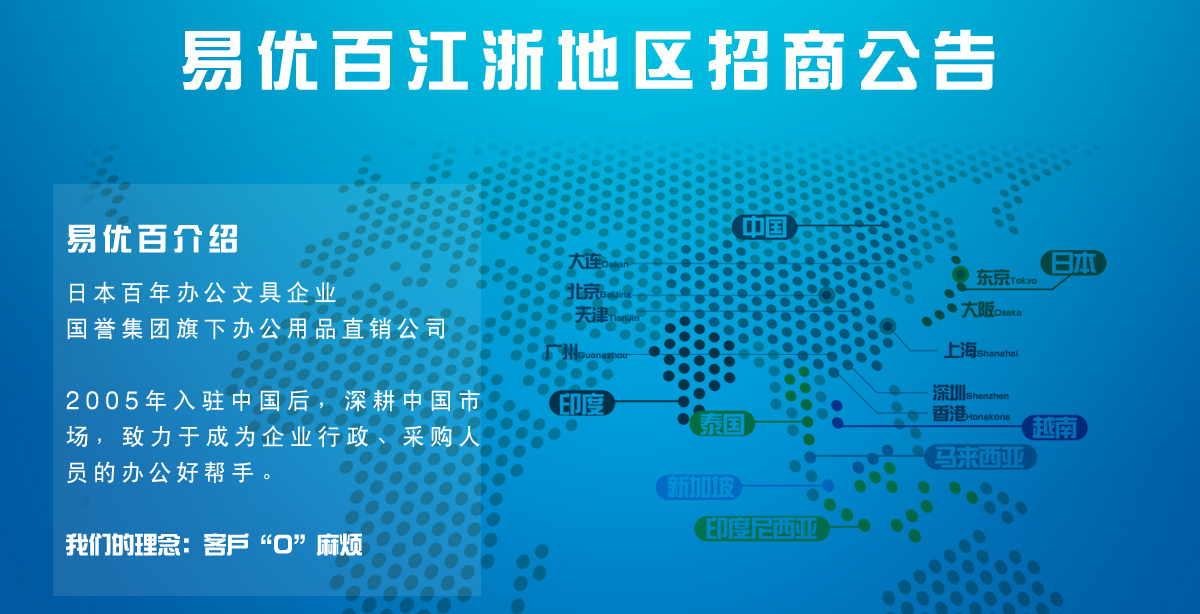 易优百江浙地区招商公告
易优百介绍
日本百年办公文具企业
国誉集团旗下办公用品直销公司
2005年入驻中国后，深耕中国市
场，致力于成为企业行政、采购人
员的办公好帮手。
我们的理念：客户“0”麻烦
中国
大连Dalian
北京Beijing
天津Tianjin
广州Guangzhou
印度
泰国
新加坡
印度尼西亚
日本
东京Tokyo
大阪Osaka
上海Shanghai
深圳Shenzhen
香港Hongkong
越南
马来西亚